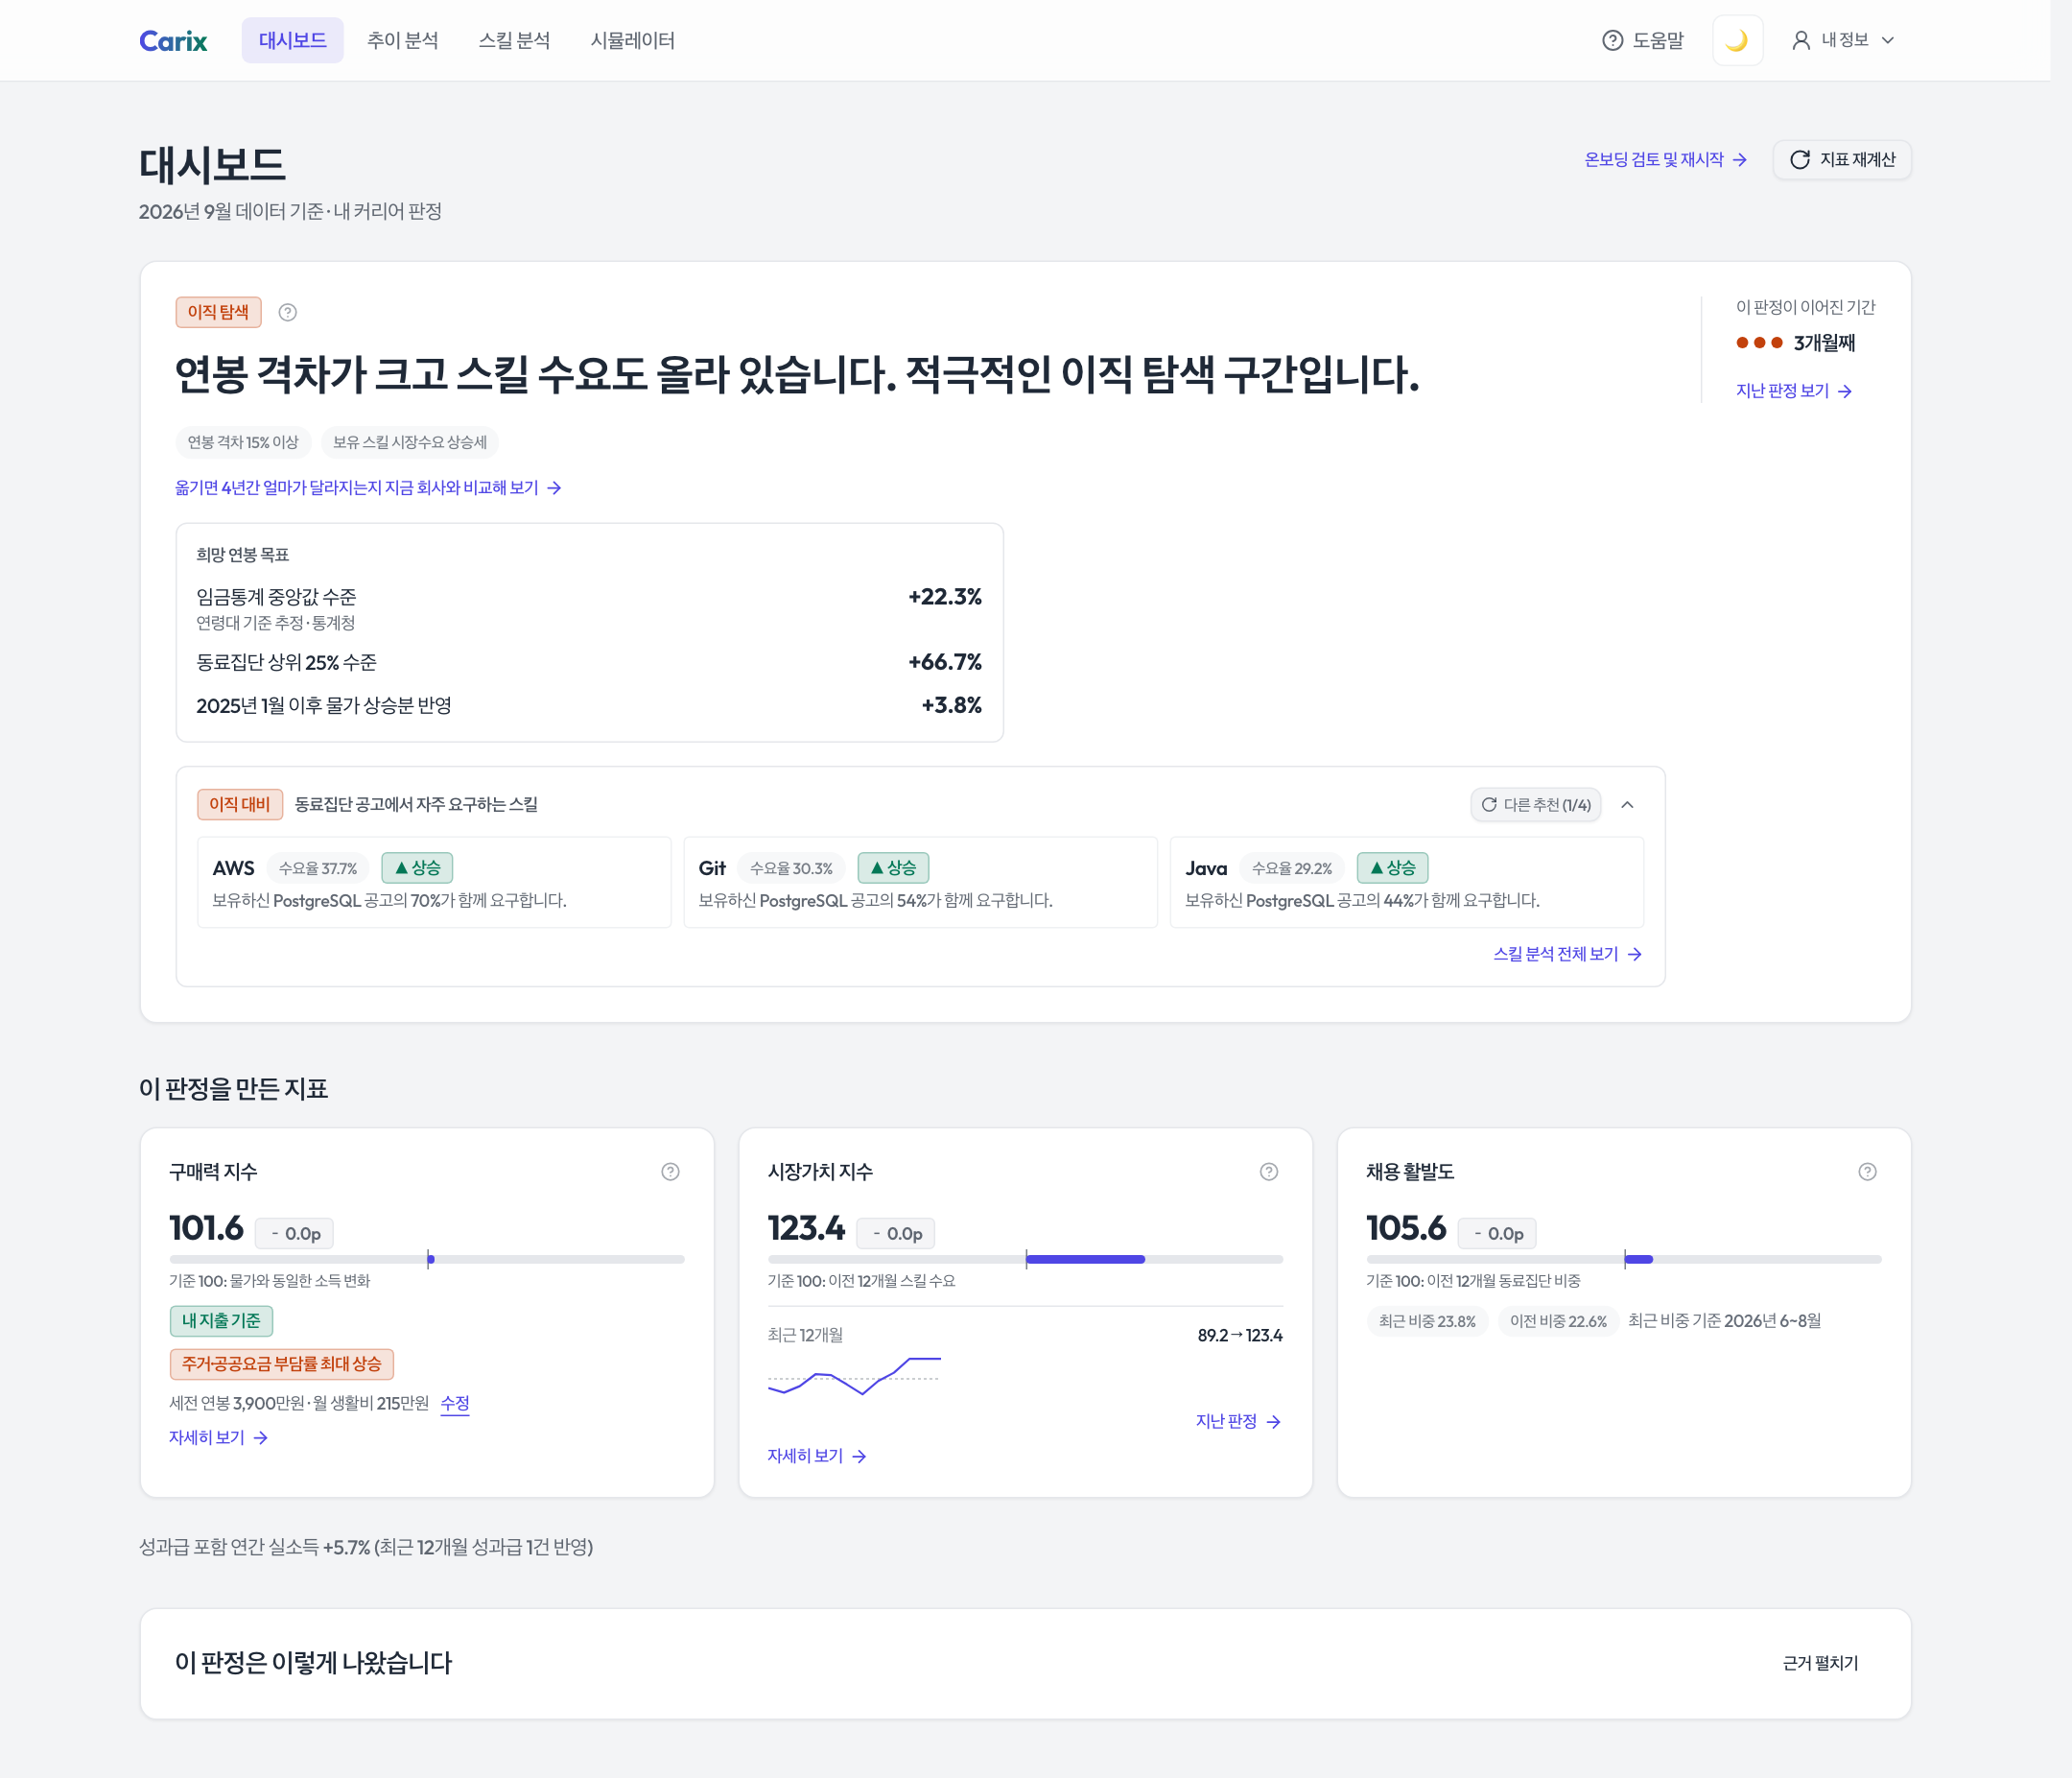 Carix 대시보드 추이 분석 스킬 분석 시뮬레이터 도움말 내 정보
대시보드
온보딩 검토 및 재시작 → 지표 재계산
2026년 9월 데이터 기준 · 내 커리어 판정
이직 탐색
이 판정이 이어진 기간
3개월째
연봉 격차가 크고 스킬 수요도 올라 있습니다. 적극적인 이직 탐색 구간입니다.
지난 판정 보기 →
연봉 격차 15% 이상 보유 스킬 시장수요 상승세
옮기면 4년간 얼마가 달라지는지 지금 회사와 비교해 보기 →
희망 연봉 목표
임금통계 중앙값 수준 +22.3%
연령대 기준 추정 · 통계청
동료집단 상위 25% 수준 +66.7%
2025년 1월 이후 물가 상승분 반영 +3.8%
이직 대비 동료집단 공고에서 자주 요구하는 스킬 다른 추천 (1/4)
AWS 수요율 37.7% ▲ 상승
보유하신 PostgreSQL 공고의 70%가 함께 요구합니다.
Git 수요율 30.3% ▲ 상승
보유하신 PostgreSQL 공고의 54%가 함께 요구합니다.
Java 수요율 29.2% ▲ 상승
보유하신 PostgreSQL 공고의 44%가 함께 요구합니다.
스킬 분석 전체 보기 →
이 판정을 만든 지표
구매력 지수
101.6 - 0.0p
기준 100: 물가와 동일한 소득 변화
내 지출 기준
주거·공공요금 부담률 최대 상승
세전 연봉 3,900만원 · 월 생활비 215만원 수정
자세히 보기 →
시장가치 지수
123.4 - 0.0p
기준 100: 이전 12개월 스킬 수요
최근 12개월 89.2→123.4
지난 판정 →
자세히 보기 →
채용 활발도
105.6 - 0.0p
기준 100: 이전 12개월 동료집단 비중
최근 비중 23.8% 이전 비중 22.6% 최근 비중 기준 2026년 6~8월
성과급 포함 연간 실소득 +5.7% (최근 12개월 성과급 1건 반영)
이 판정은 이렇게 나왔습니다 근거 펼치기